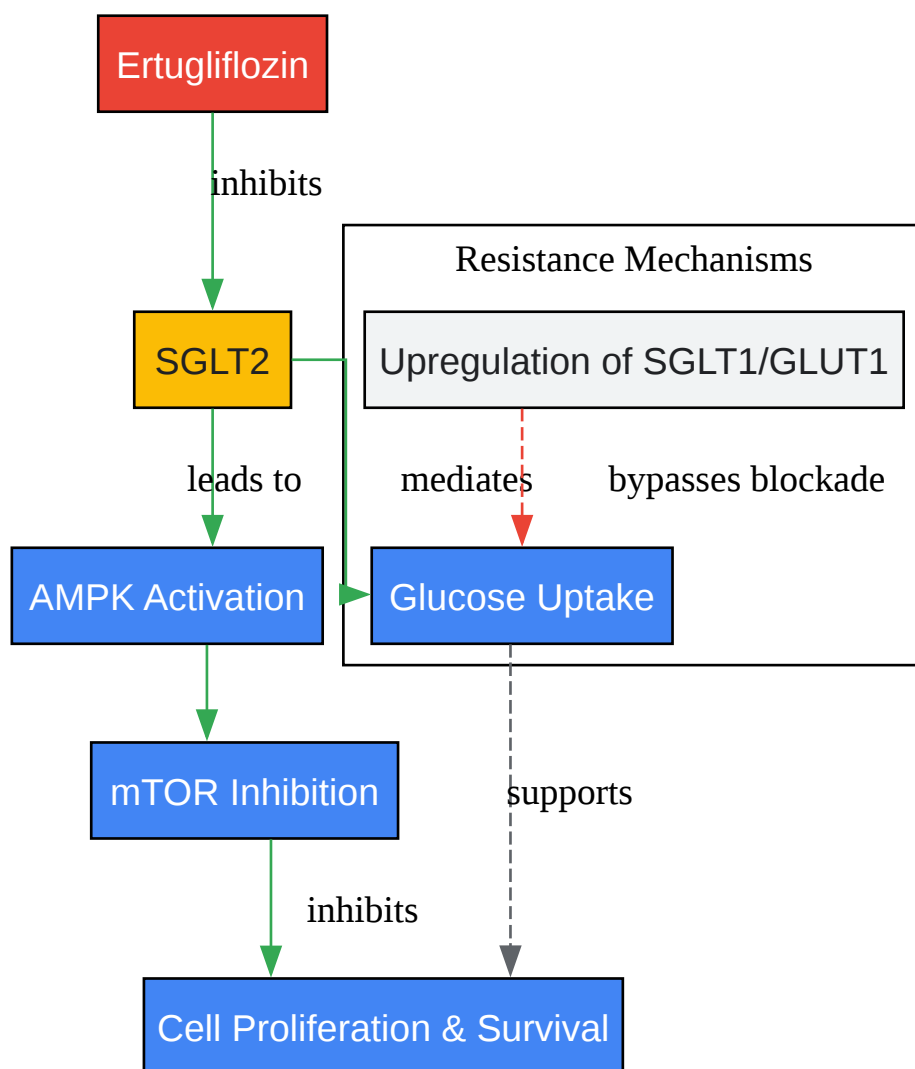 Ertugliflozin
inhibits
Resistance Mechanisms
SGLT2
Upregulation of SGLT1/GLUT1
leads to
mediates
bypasses blockade
AMPK Activation
Glucose Uptake
mTOR Inhibition
supports
inhibits
Cell Proliferation & Survival